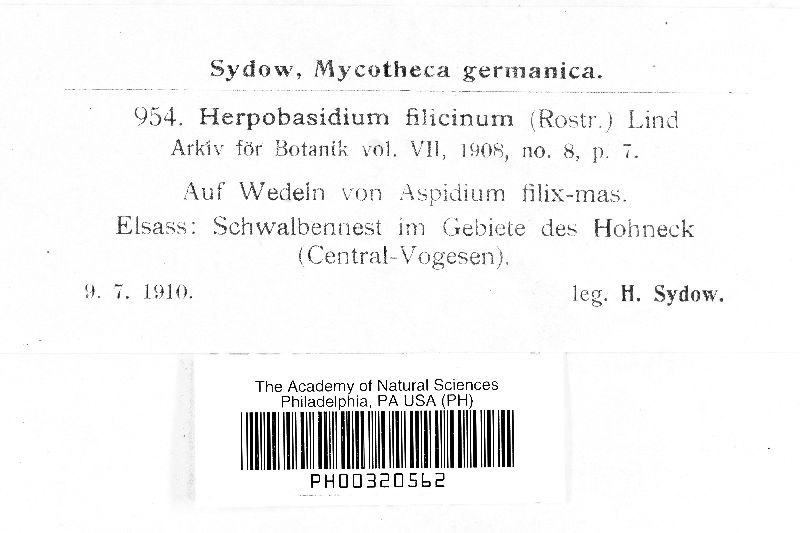 Sydow, Mycotheca germanica.
954. Herpobasidium filicinum (Rostr.) Lind
Arkiv för Botanik vol. VII, 1908, no. 8, p. 7.
Auf Wedeln von Aspidium filix-mas.
Elsass: Schwalbennest im Gebiete des Hohneck
(Central-Vogesen).
9. 7. 1910. leg. H. Sydow.
The Academy of Natural Sciences
Philadelphia, PA USA (PH)
PH00320562